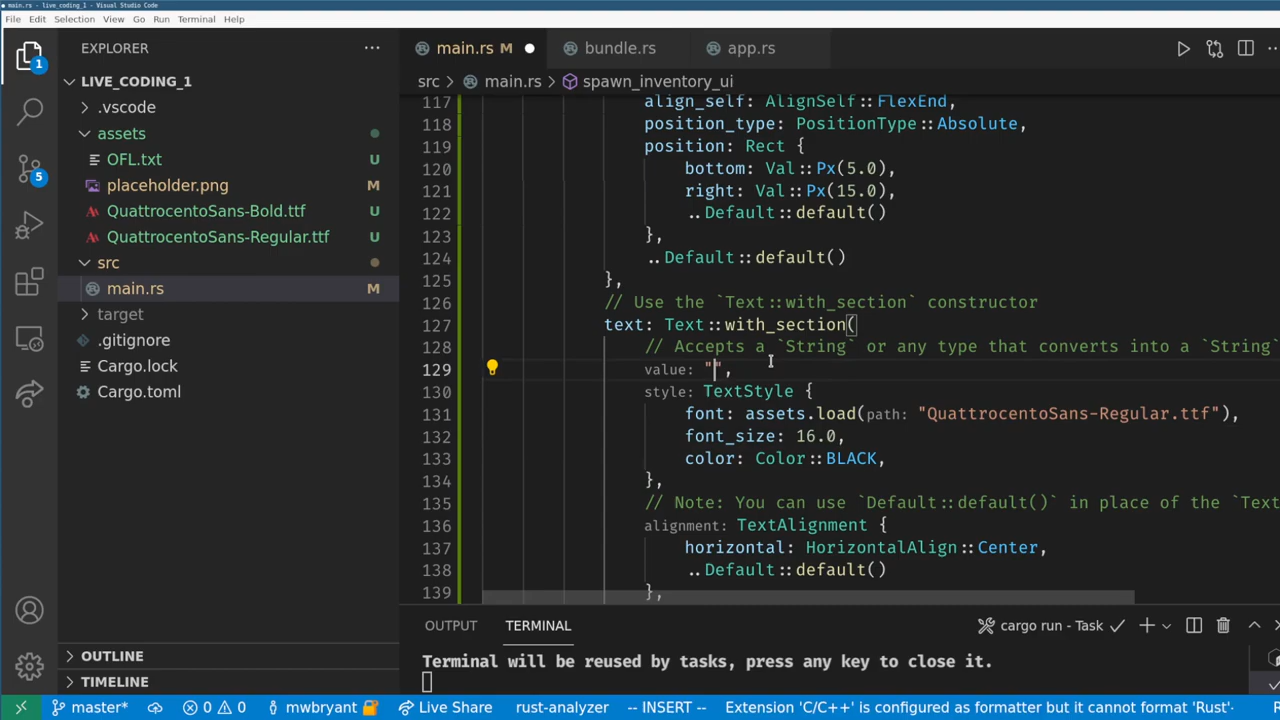 main.rs - live_coding_1 - Visual Studio Code
File Edit Selection View Go Run Terminal Help
EXPLORER
main.rs M
bundle.rs
app.rs
LIVE_CODING_1
src > main.rs > spawn_inventory_ui
.vscode
assets
OFL.txt U
placeholder.png M
QuattrocentoSans-Bold.ttf U
QuattrocentoSans-Regular.ttf U
src
main.rs M
target
.gitignore
Cargo.lock
Cargo.toml
OUTLINE
TIMELINE
1
5
117 align_self: AlignSelf::FlexEnd,
118 position_type: PositionType::Absolute,
119 position: Rect {
120 bottom: Val::Px(5.0),
121 right: Val::Px(15.0),
122 ..Default::default()
123 },
124 ..Default::default()
125 },
126 // Use the `Text::with_section` constructor
127 text: Text::with_section(
128 // Accepts a `String` or any type that converts into a `String`
129 value: "",
130 style: TextStyle {
131 font: assets.load(path: "QuattrocentoSans-Regular.ttf"),
132 font_size: 16.0,
133 color: Color::BLACK,
134 },
135 // Note: You can use `Default::default()` in place of the `Text
136 alignment: TextAlignment {
137 horizontal: HorizontalAlign::Center,
138 ..Default::default()
139 },
OUTPUT TERMINAL cargo run - Task
Terminal will be reused by tasks, press any key to close it.
master* 0 0 mwbryant Live Share rust-analyzer -- INSERT -- Extension 'C/C++' is configured as formatter but it cannot format 'Rust'-